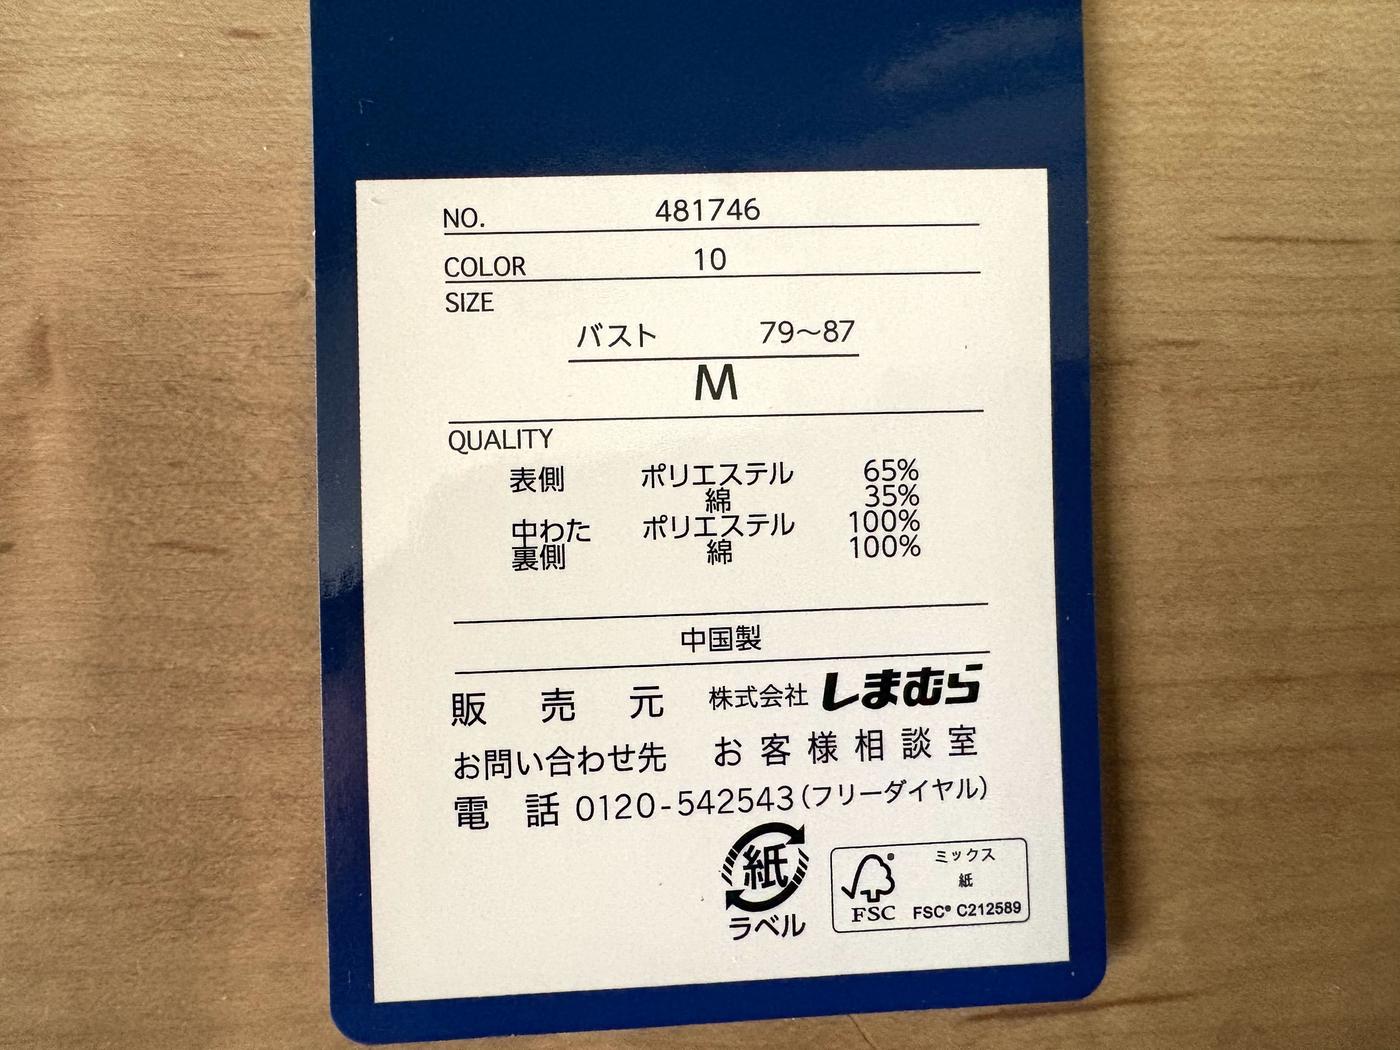 NO. 481746
COLOR 10
SIZE
バスト 79〜87
M
QUALITY
表側 ポリエステル 65%
綿 35%
中わた ポリエステル 100%
裏側 綿 100%
中国製
販売元 株式会社 しまむら
お問い合わせ先 お客様相談室
電話 0120-542543(フリーダイヤル)
紙
ラベル
ミックス
紙
FSC FSC® C212589